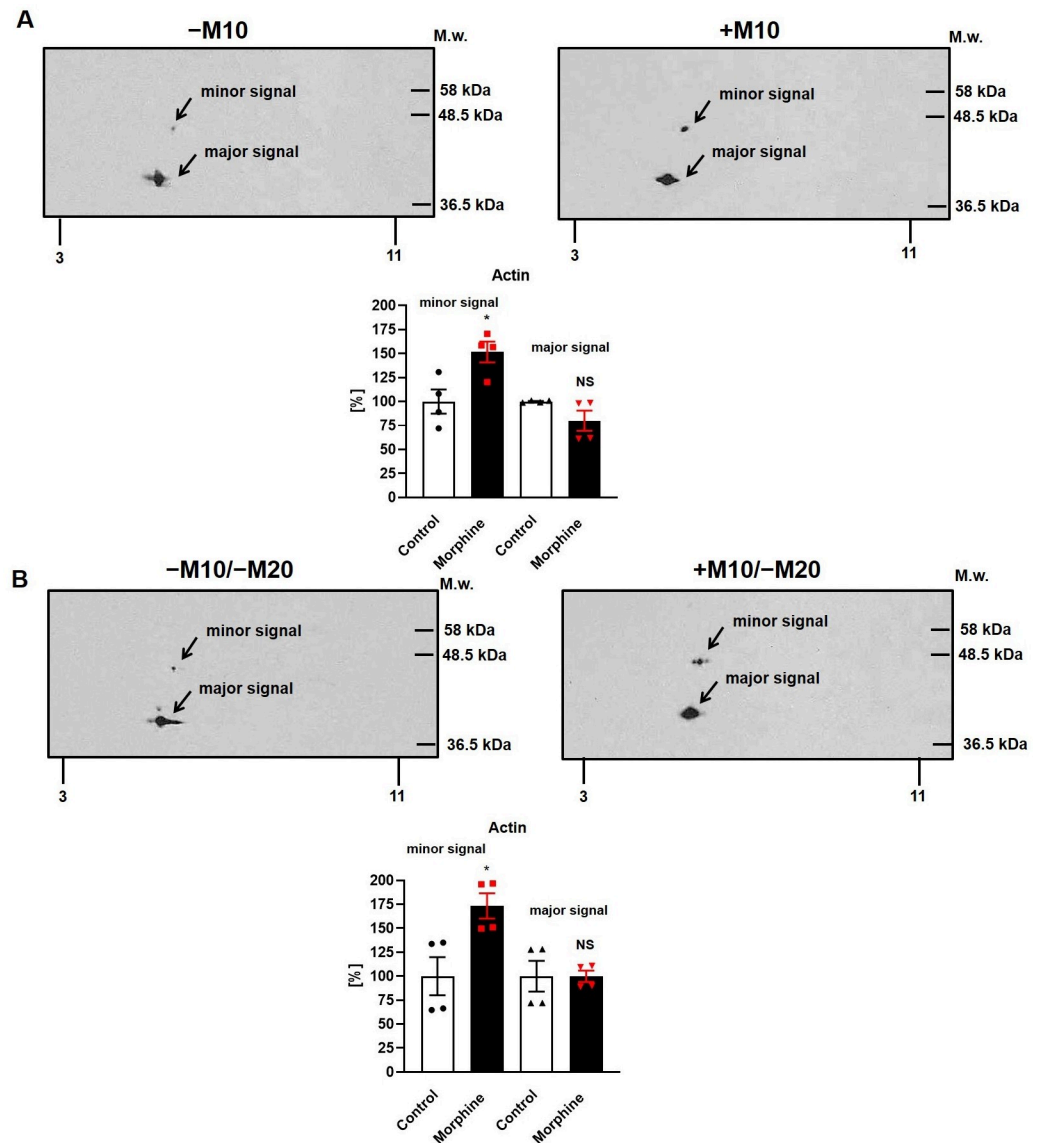 A
−M10
M.w.
minor signal
major signal
58 kDa
48.5 kDa
36.5 kDa
3
11
+M10
M.w.
minor signal
major signal
58 kDa
48.5 kDa
36.5 kDa
3
11
Actin
minor signal
*
major signal
NS
[%]
200
175
150
125
100
75
50
25
0
Control
Morphine
Control
Morphine
B
−M10/−M20
M.w.
minor signal
major signal
58 kDa
48.5 kDa
36.5 kDa
3
11
+M10/−M20
M.w.
minor signal
major signal
58 kDa
48.5 kDa
36.5 kDa
3
11
Actin
minor signal
*
major signal
NS
[%]
200
175
150
125
100
75
50
25
0
Control
Morphine
Control
Morphine